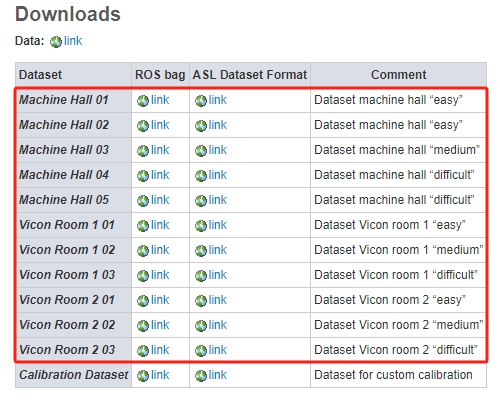 Downloads
Data: link
Dataset ROS bag ASL Dataset Format Comment
Machine Hall 01 link link Dataset machine hall “easy”
Machine Hall 02 link link Dataset machine hall “easy”
Machine Hall 03 link link Dataset machine hall “medium”
Machine Hall 04 link link Dataset machine hall “difficult”
Machine Hall 05 link link Dataset machine hall “difficult”
Vicon Room 1 01 link link Dataset Vicon room 1 “easy”
Vicon Room 1 02 link link Dataset Vicon room 1 “medium”
Vicon Room 1 03 link link Dataset Vicon room 1 “difficult”
Vicon Room 2 01 link link Dataset Vicon room 2 “easy”
Vicon Room 2 02 link link Dataset Vicon room 2 “medium”
Vicon Room 2 03 link link Dataset Vicon room 2 “difficult”
Calibration Dataset link link Dataset for custom calibration